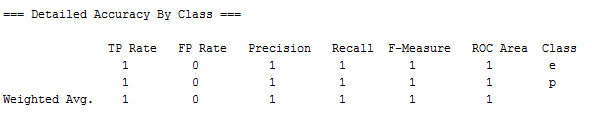 === Detailed Accuracy By Class ===
TP Rate FP Rate Precision Recall F-Measure ROC Area Class
1 0 1 1 1 1 e
1 0 1 1 1 1 p
Weighted Avg. 1 0 1 1 1 1